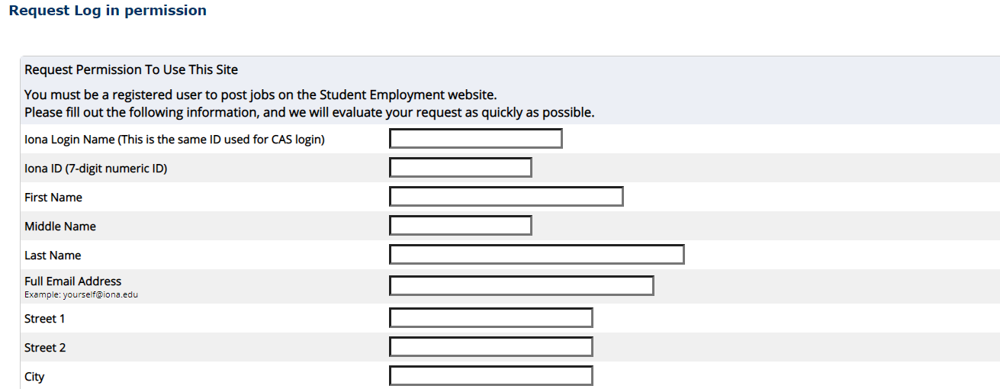 Request Log in permission
Request Permission To Use This Site
You must be a registered user to post jobs on the Student Employment website.
Please fill out the following information, and we will evaluate your request as quickly as possible.
Iona Login Name (This is the same ID used for CAS login)
Iona ID (7-digit numeric ID)
First Name
Middle Name
Last Name
Full Email Address
Example: yourself@iona.edu
Street 1
Street 2
City